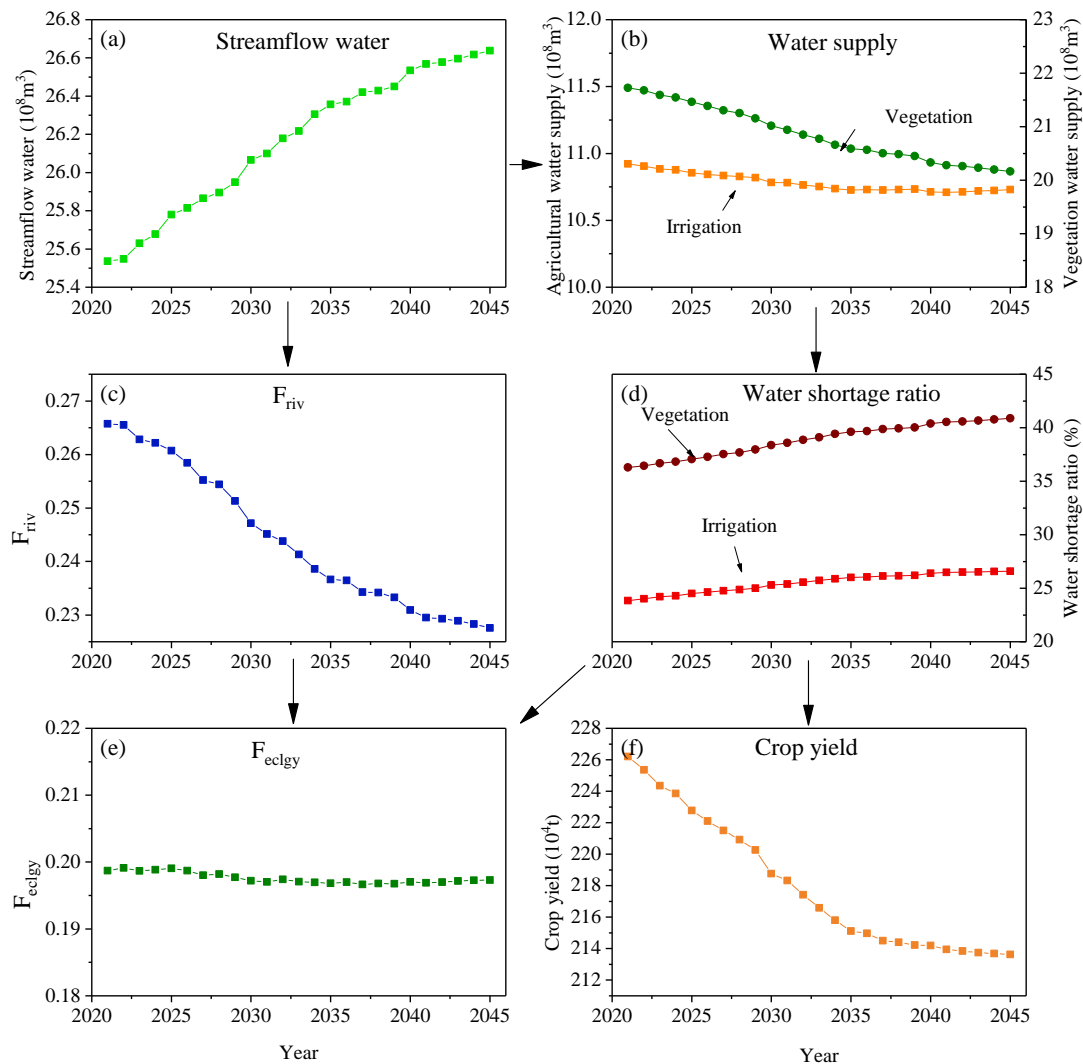 (a) Streamflow water
Streamflow water (10⁸m³)
26.8
26.6
26.4
26.2
26.0
25.8
25.6
25.4
2020 2025 2030 2035 2040 2045
(b) Water supply
Agricultural watter supply (10⁸m³)
12.0
11.5
11.0
10.5
10.0
Vegetation
Irrigation
23
22
21
20
19
18
Vegetation water supply (10⁸m³)
2020 2025 2030 2035 2040 2045
(c) F_riv
F_riv
0.27
0.26
0.25
0.24
0.23
2020 2025 2030 2035 2040 2045
(d) Water shortage ratio
Vegetation
Irrigation
45
40
35
30
25
20
Water shortage ratio (%)
2020 2025 2030 2035 2040 2045
(e) F_eclgy
F_eclgy
0.22
0.21
0.20
0.19
0.18
2020 2025 2030 2035 2040 2045
Year
(f) Crop yield
Crop yield (10⁴t)
228
226
224
222
220
218
216
214
212
2020 2025 2030 2035 2040 2045
Year